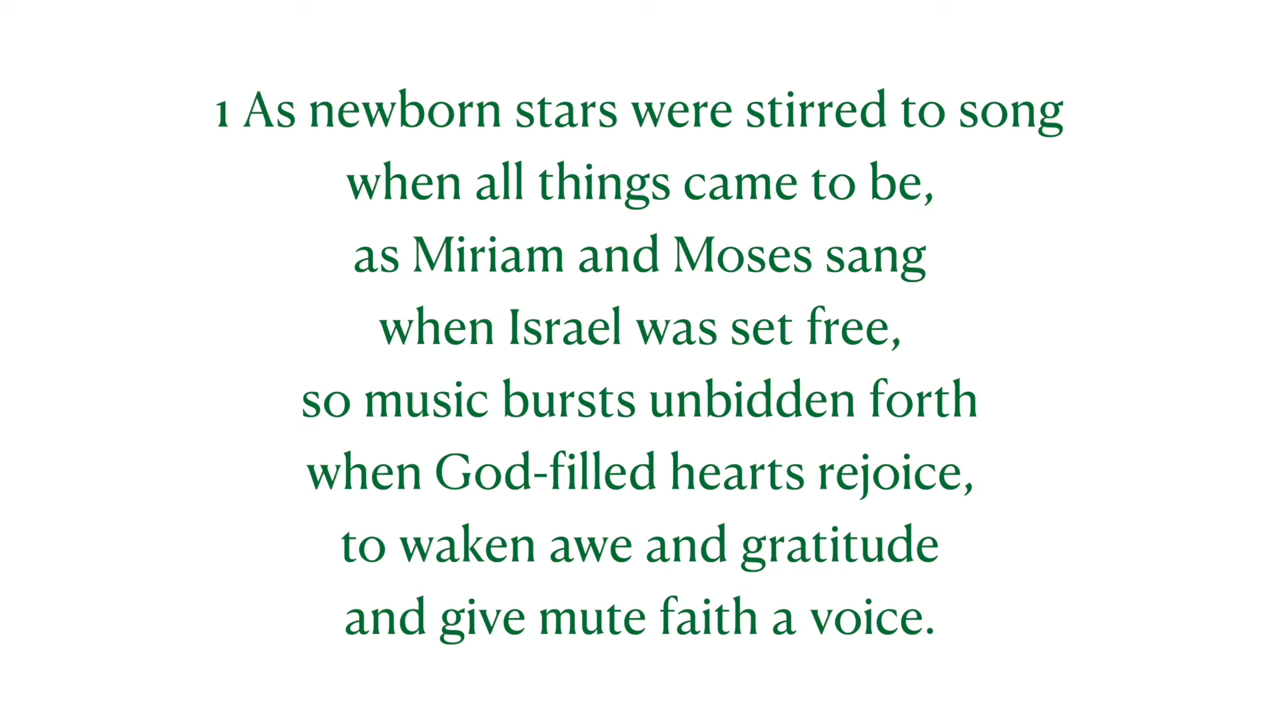 1 As newborn stars were stirred to song
when all things came to be,
as Miriam and Moses sang
when Israel was set free,
so music bursts unbidden forth
when God-filled hearts rejoice,
to waken awe and gratitude
and give mute faith a voice.